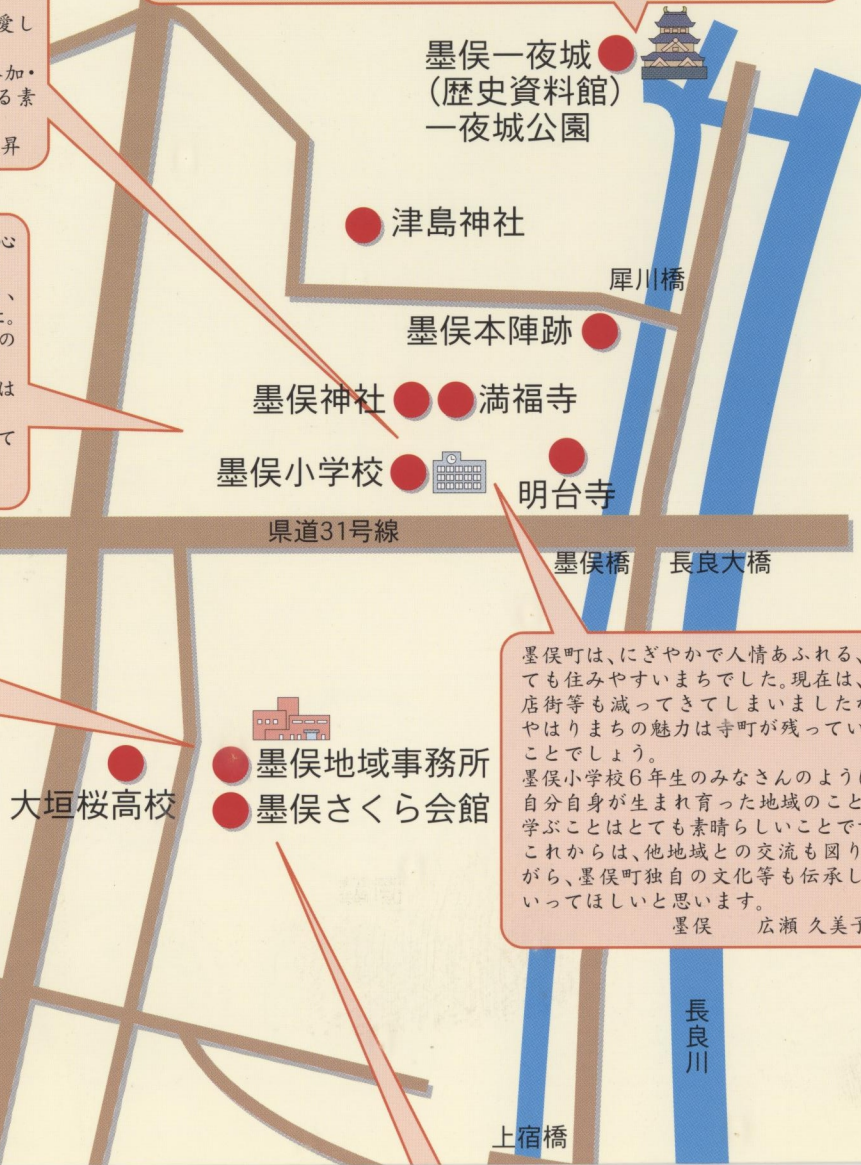 愛し
加・
る素
昇
墨俣一夜城
(歴史資料館)
一夜城公園
津島神社
心
、
の
は
て
犀川橋
墨俣本陣跡
墨俣神社
満福寺
墨俣小学校
明台寺
県道31号線
墨俣橋
長良大橋
墨俣町は、にぎやかで人情あふれる、
ても住みやすいまちでした。現在は、
店街等も減ってきてしまいました
やはりまちの魅力は寺町が残ってい
ことでしょう。
墨俣小学校6年生のみなさんのよう
自分自身が生まれ育った地域のこと
学ぶことはとても素晴らしいことで
これからは、他地域との交流も図り
がら、墨俣町独自の文化等も伝承し
いってほしいと思います。
墨俣 広瀬 久美子
墨俣地域事務所
大垣桜高校
墨俣さくら会館
長良川
上宿橋